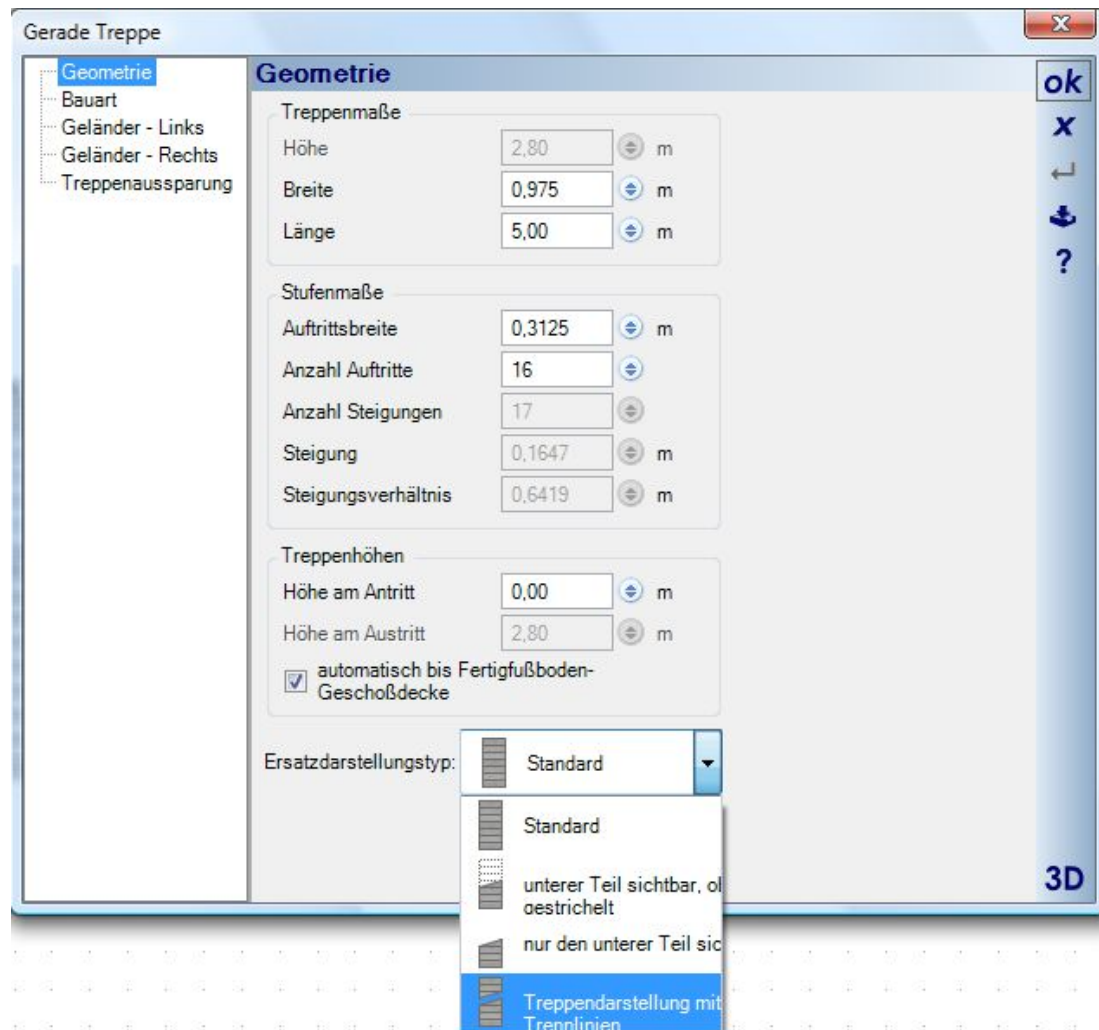 Gerade Treppe
x
Geometrie
Bauart
Geländer - Links
Geländer - Rechts
Treppenaussparung
Geometrie
Treppenmaße
Höhe 2,80 m
Breite 0,975 m
Länge 5,00 m
Stufenmaße
Auftrittsbreite 0,3125 m
Anzahl Auftritte 16
Anzahl Steigungen 17
Steigung 0,1647 m
Steigungsverhältnis 0,6419 m
Treppenhöhen
Höhe am Antritt 0,00 m
Höhe am Austritt 2,80 m
automatisch bis Fertigfußboden-
Geschoßdecke
Ersatzdarstellungstyp: Standard
Standard
unterer Teil sichtbar,
gestrichelt
nur den unterer Teil
Treppendarstellung mit
Trennlinien
ok
x
?
3D